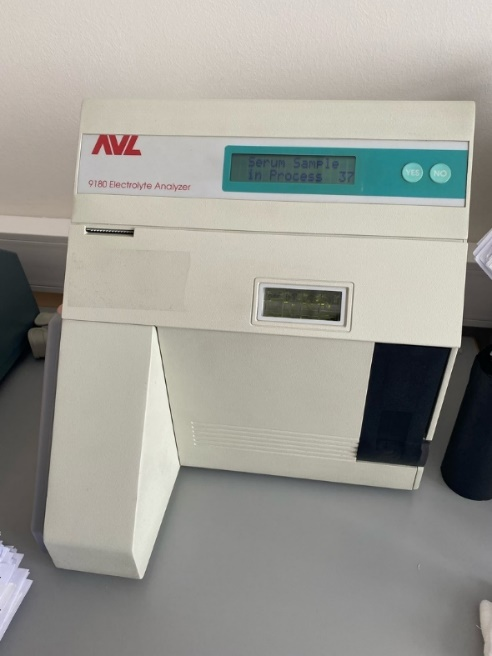 AVL
9180 Electrolyte Analyzer
Serum Sample
in Process 37
YES NO